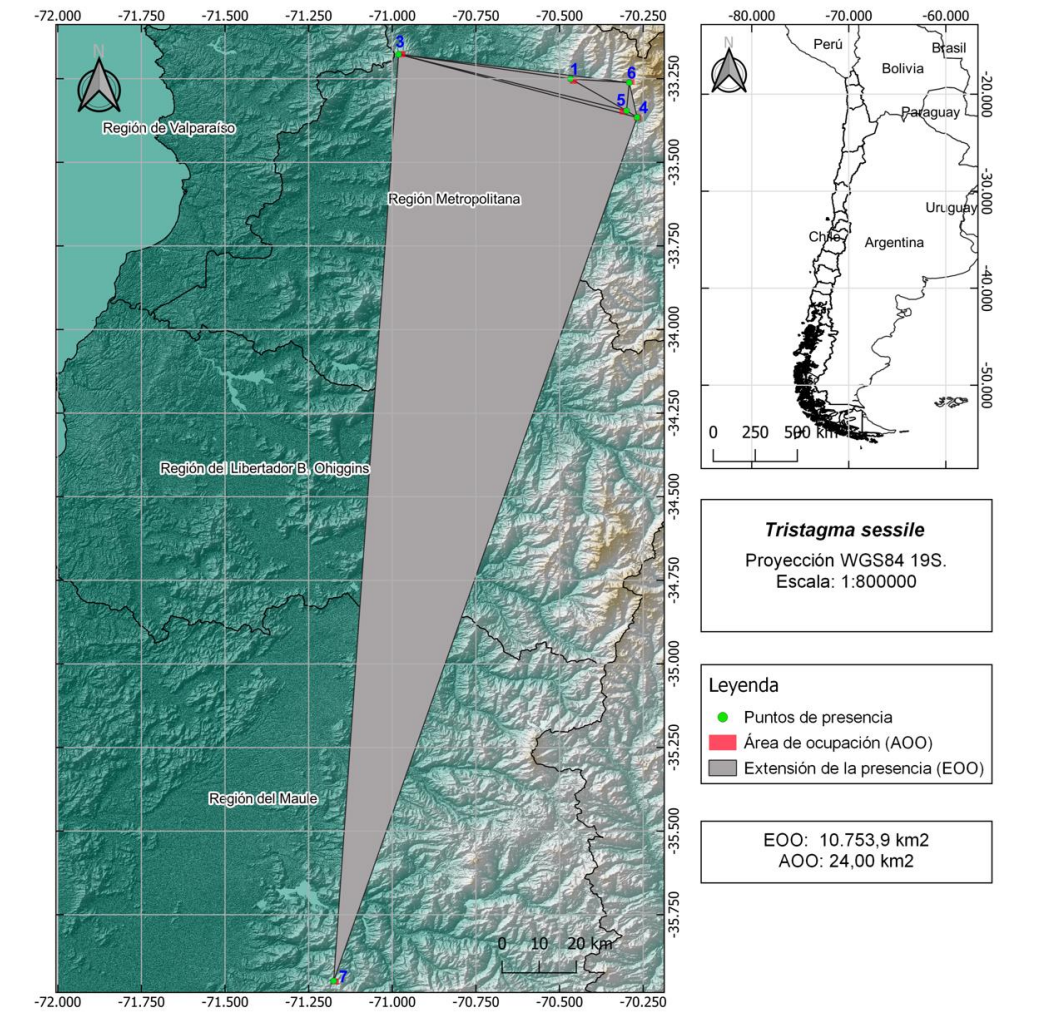 N
3
1
6
5
4
7
Región de Valparaíso
Región Metropolitana
Región del Libertador B. Ohiggins
Región del Maule
0 10 20 km
-72.000 -71.750 -71.500 -71.250 -71.000 -70.750 -70.500 -70.250
-72.000 -71.750 -71.500 -71.250 -71.000 -70.750 -70.500 -70.250
-33.250
-33.500
-33.750
-34.000
-34.250
-34.500
-34.750
-35.000
-35.250
-35.500
-35.750
-80.000 -70.000 -60.000
N
Perú
Brasil
Bolivia
Paraguay
Uruguay
Chile
Argentina
-20.000
-30.000
-40.000
-50.000
0 250 500 km
Tristagma sessile
Proyección WGS84 19S.
Escala: 1:800000
Leyenda
Puntos de presencia
Área de ocupación (AOO)
Extensión de la presencia (EOO)
EOO: 10.753,9 km2
AOO: 24,00 km2